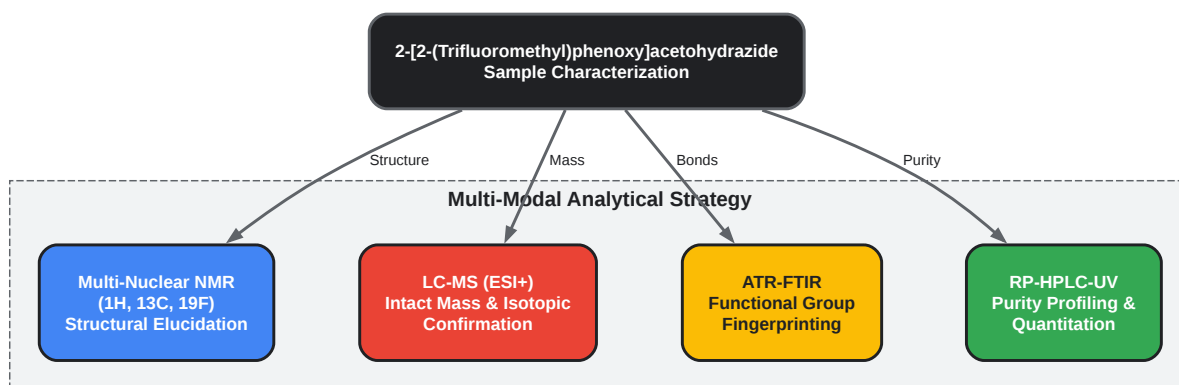 2-[2-(Trifluoromethyl)phenoxy]acetohydrazide
Sample Characterization
Structure
Mass
Bonds
Purity
Multi-Modal Analytical Strategy
Multi-Nuclear NMR
(1H, 13C, 19F)
Structural Elucidation
LC-MS (ESI+)
Intact Mass & Isotopic
Confirmation
ATR-FTIR
Functional Group
Fingerprinting
RP-HPLC-UV
Purity Profiling &
Quantitation